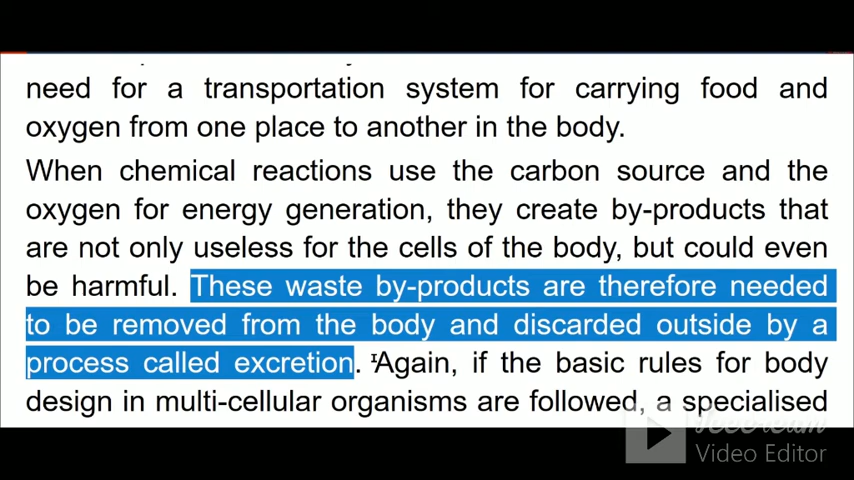 need for a transportation system for carrying food and
oxygen from one place to another in the body.
When chemical reactions use the carbon source and the
oxygen for energy generation, they create by-products that
are not only useless for the cells of the body, but could even
be harmful. These waste by-products are therefore needed
to be removed from the body and discarded outside by a
process called excretion. Again, if the basic rules for body
design in multi-cellular organisms are followed, a specialised
IceCream
Video Editor